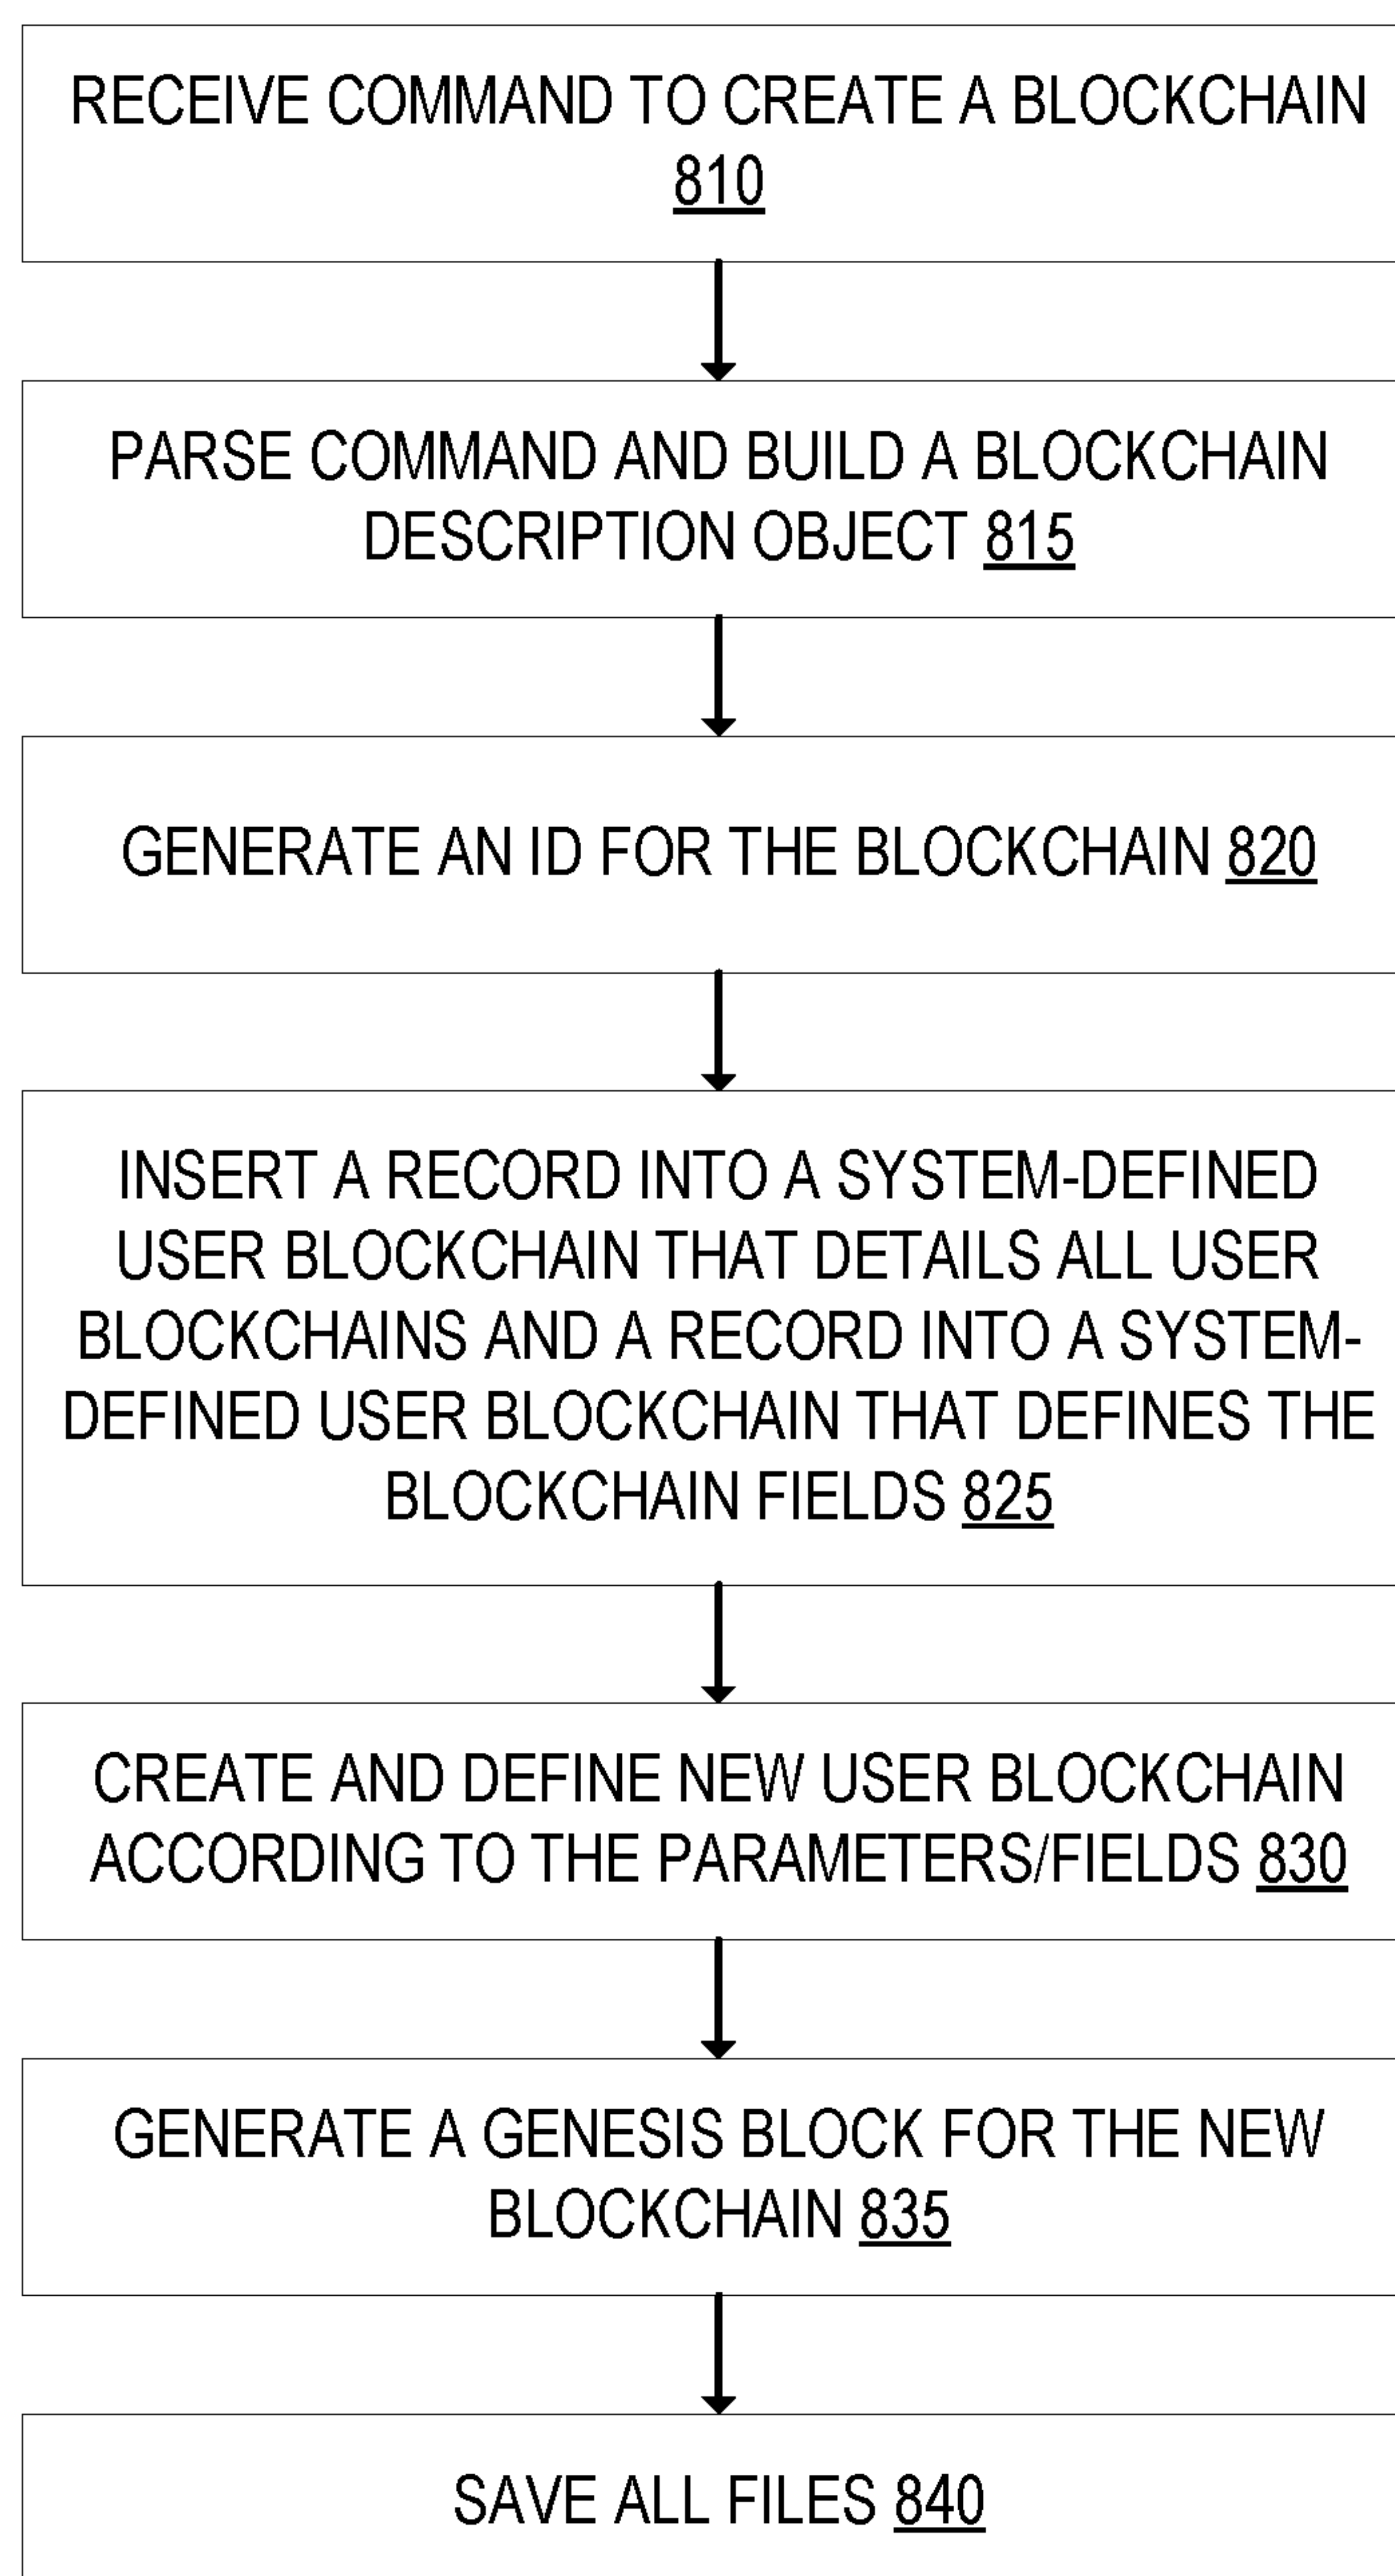 RECEIVE COMMAND TO CREATE A BLOCKCHAIN
810
PARSE COMMAND AND BUILD A BLOCKCHAIN
DESCRIPTION OBJECT 815
GENERATE AN ID FOR THE BLOCKCHAIN 820
INSERT A RECORD INTO A SYSTEM-DEFINED
USER BLOCKCHAIN THAT DETAILS ALL USER
BLOCKCHAINS AND A RECORD INTO A SYSTEM-
DEFINED USER BLOCKCHAIN THAT DEFINES THE
BLOCKCHAIN FIELDS 825
CREATE AND DEFINE NEW USER BLOCKCHAIN
ACCORDING TO THE PARAMETERS/FIELDS 830
GENERATE A GENESIS BLOCK FOR THE NEW
BLOCKCHAIN 835
SAVE ALL FILES 840